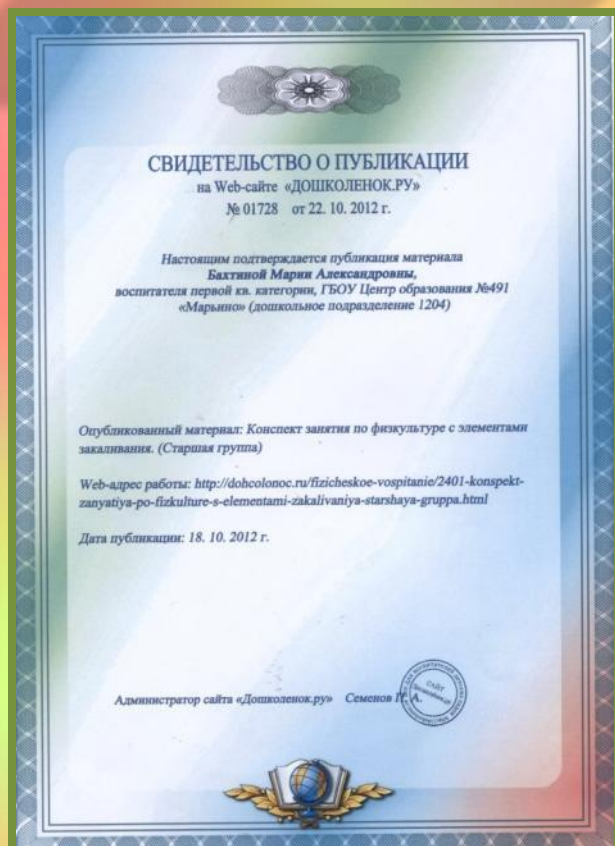 СВИДЕТЕЛЬСТВО О ПУБЛИКАЦИИ
на Web-сайте «ДОШКОЛЕНОК.РУ»
№ 01728 от 22. 10. 2012 г.
Настоящим подтверждается публикация материала
Бахтиной Марии Александровны,
воспитателя первой кв. категории, ГБОУ Центр образования №491
«Марьино» (дошкольное подразделение 1204)
Опубликованный материал: Конспект занятия по физкультуре с элементами
закаливания. (Старшая группа)
Web-адрес работы: http://dohcolonoc.ru/fizicheskoe-vospitanie/2401-konspekt-
zanyatiya-po-fizkulture-s-elementami-zakalivaniya-starshaya-gruppa.html
Дата публикации: 18. 10. 2012 г.
Администратор сайта «Дошколенок.ру» Семенов А.
САЙТ